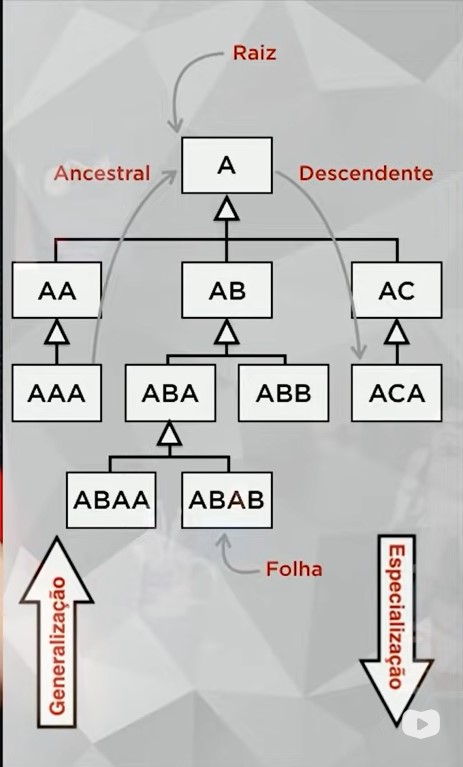 Raiz
A
Ancestral
Descendente
AA
AB
AC
AAA
ABA
ABB
ACA
ABAA
ABAB
Folha
Generalização
Especialização